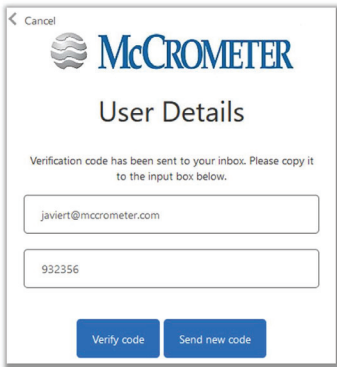 Cancel
McCROMETER
User Details
Verification code has been sent to your inbox. Please copy it
to the input box below.
javiert@mccrometer.com
932356
Verify code
Send new code